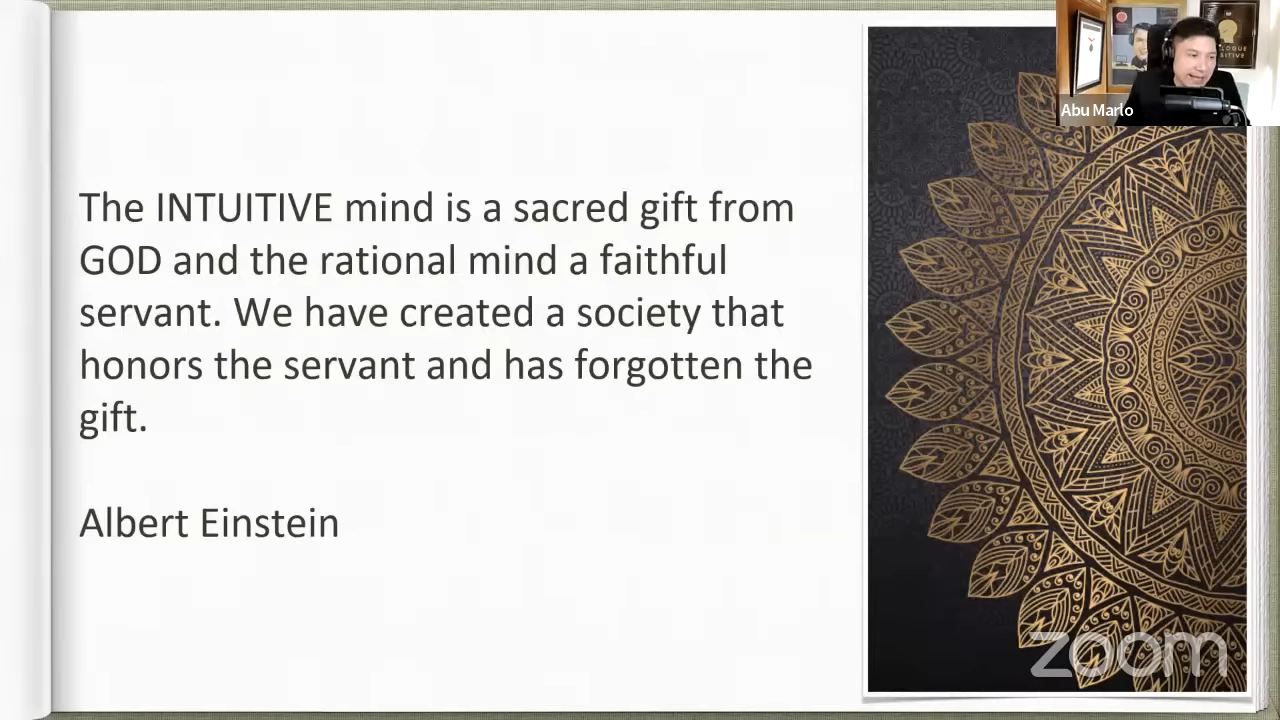 The INTUITIVE mind is a sacred gift from
GOD and the rational mind a faithful
servant. We have created a society that
honors the servant and has forgotten the
gift.
Albert Einstein
Abu Marlo
zoom